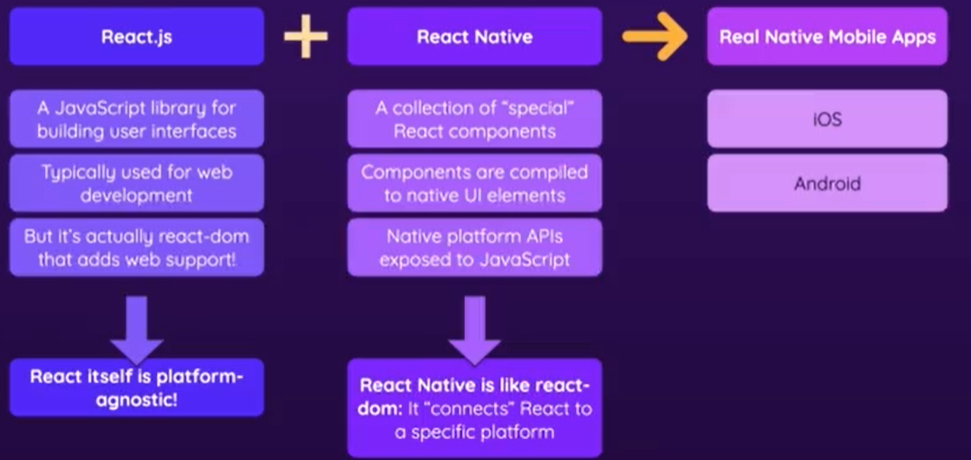 React.js
A JavaScript library for
building user interfaces
Typically used for web
development
But it's actually react-dom
that adds web support!
React itself is platform-
agnostic!
+
React Native
A collection of “special”
React components
Components are compiled
to native UI elements
Native platform APIs
exposed to JavaScript
React Native is like react-
dom: It “connects” React to
a specific platform
Real Native Mobile Apps
iOS
Android